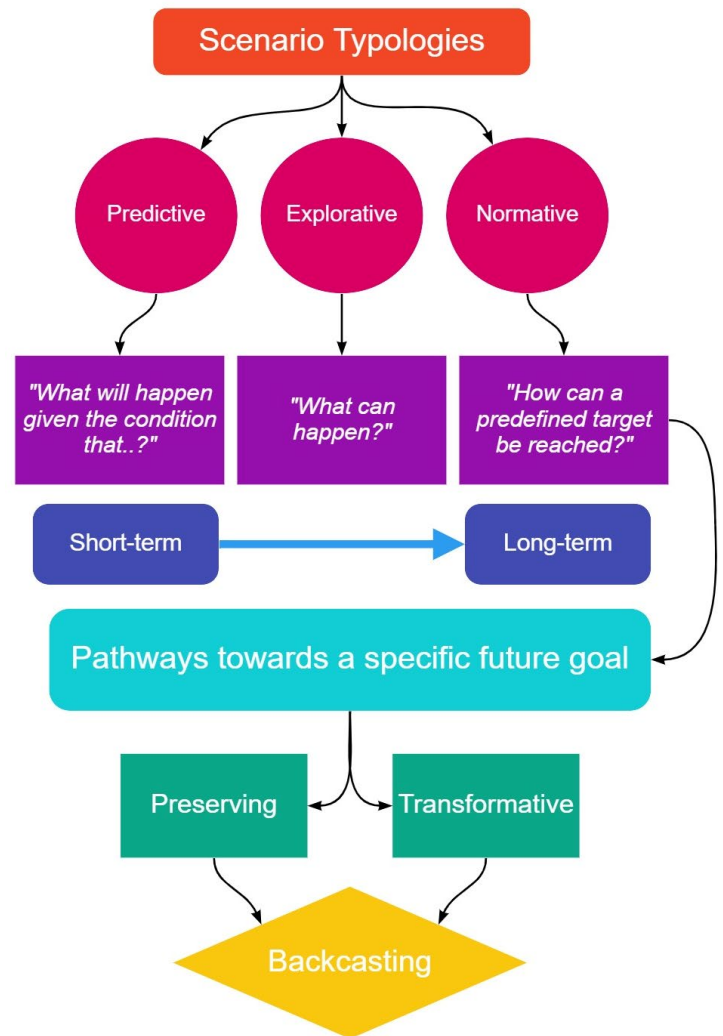 Scenario Typologies
Predictive
Explorative
Normative
"What will happen
given the condition
that..?"
"What can
happen?"
"How can a
predefined target
be reached?"
Short-term
Long-term
Pathways towards a specific future goal
Preserving
Transformative
Backcasting